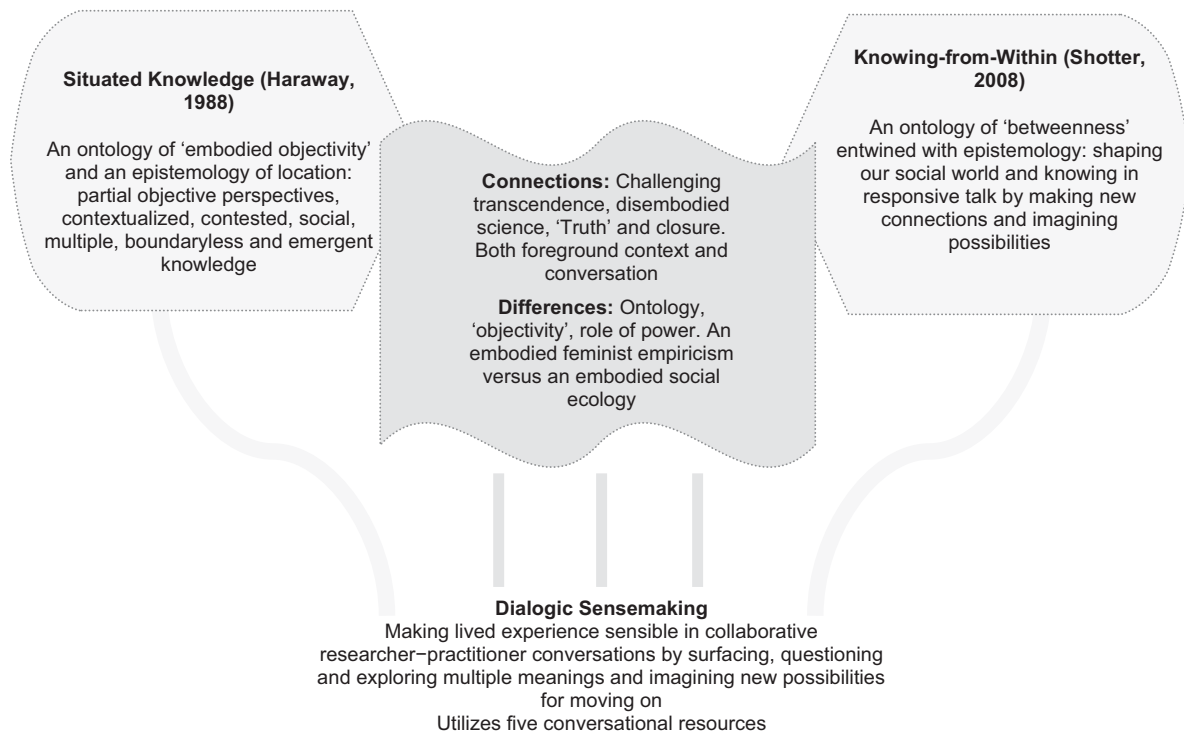 Situated Knowledge (Haraway,
1988)
An ontology of ‘embodied objectivity’
and an epistemology of location:
partial objective perspectives,
contextualized, contested, social,
multiple, boundaryless and emergent
knowledge
Connections: Challenging
transcendence, disembodied
science, ‘Truth’ and closure.
Both foreground context and
conversation
Differences: Ontology,
‘objectivity’, role of power. An
embodied feminist empiricism
versus an embodied social
ecology
Knowing-from-Within (Shotter,
2008)
An ontology of ‘betweenness’
entwined with epistemology: shaping
our social world and knowing in
responsive talk by making new
connections and imagining
possibilities
Dialogic Sensemaking
Making lived experience sensible in collaborative
researcher−practitioner conversations by surfacing, questioning
and exploring multiple meanings and imagining new possibilities
for moving on
Utilizes five conversational resources